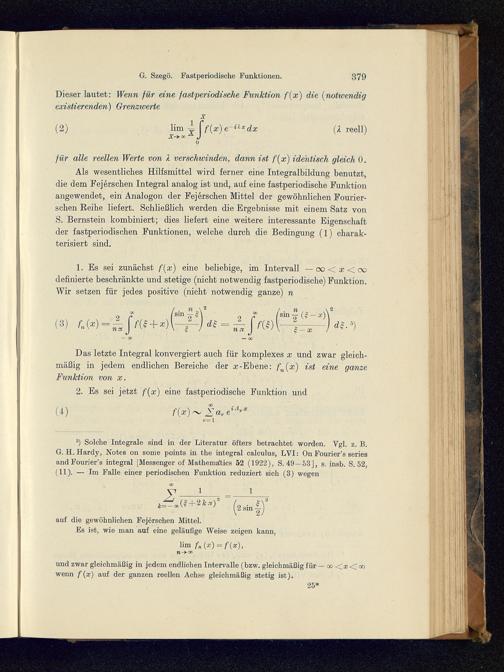 G. Szegö. Fastperiodische Funktionen. 379
Dieser lautet: Wenn für eine fastperiodische Funktion f(x) die (notwendig
existierenden) Grenzwerte
(2) lim_{X→∞} 1/X ∫_0^X f(x) e^{-iλx} dx (λ reell)
für alle reellen Werte von λ verschwinden, dann ist f(x) identisch gleich 0.
Als wesentliches Hilfsmittel wird ferner eine Integralbildung benutzt,
die dem Fejérschen Integral analog ist und, auf eine fastperiodische Funktion
angewendet, ein Analogon der Fejérschen Mittel der gewöhnlichen Fourier-
schen Reihe liefert. Schließlich werden die Ergebnisse mit einem Satz von
S. Bernstein kombiniert; dies liefert eine weitere interessante Eigenschaft
der fastperiodischen Funktionen, welche durch die Bedingung (1) charak-
terisiert sind.
1. Es sei zunächst f(x) eine beliebige, im Intervall −∞ < x < ∞
definierte beschränkte und stetige (nicht notwendig fastperiodische) Funktion.
Wir setzen für jedes positive (nicht notwendig ganze) n
(3) f_n(x) = 2/(nπ) ∫_{−∞}^{∞} f(ξ+x) (sin (n/2)ξ / ξ)^2 dξ = 2/(nπ) ∫_{−∞}^{∞} f(ξ) (sin (n/2)(ξ−x) / (ξ−x))^2 dξ. ³)
Das letzte Integral konvergiert auch für komplexes x und zwar gleich-
mäßig in jedem endlichen Bereiche der x-Ebene: f_n(x) ist eine ganze
Funktion von x.
2. Es sei jetzt f(x) eine fastperiodische Funktion und
(4) f(x) ∼ Σ_{ν=1}^{∞} a_ν e^{iΛ_ν x}
³) Solche Integrale sind in der Literatur öfters betrachtet worden. Vgl. z. B.
G. H. Hardy, Notes on some points in the integral calculus, LVI: On Fourier's series
and Fourier's integral [Messenger of Mathematics 52 (1922), S. 49−53], s. insb. S. 52,
(11). — Im Falle einer periodischen Funktion reduziert sich (3) wegen
Σ_{k=−∞}^{∞} 1/(ξ+2kπ)^2 = 1/(2 sin ξ/2)^2
auf die gewöhnlichen Fejérschen Mittel.
Es ist, wie man auf eine geläufige Weise zeigen kann,
lim_{n→∞} f_n(x) = f(x),
und zwar gleichmäßig in jedem endlichen Intervalle (bzw. gleichmäßig für −∞ < x < ∞
wenn f(x) auf der ganzen reellen Achse gleichmäßig stetig ist).
25*